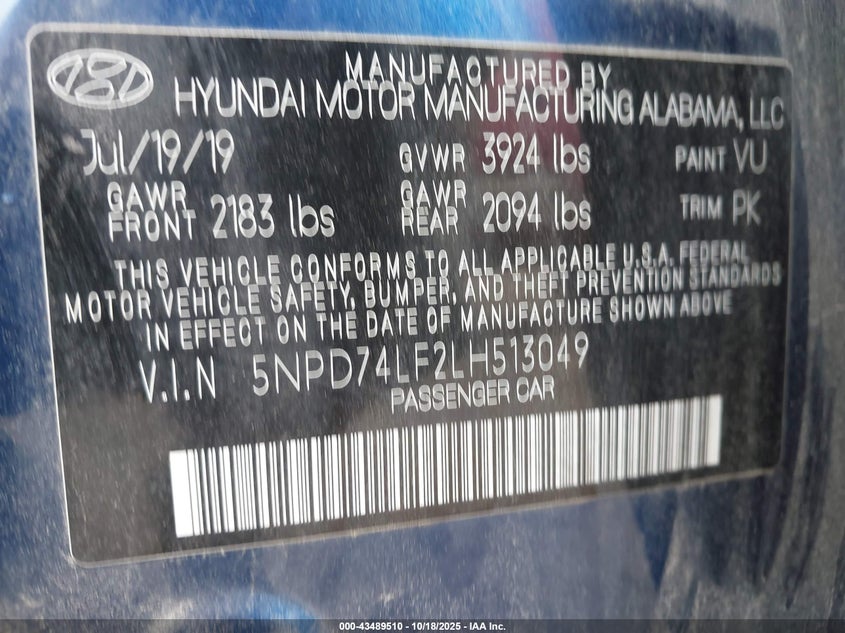 MANUFACTURED BY
HYUNDAI MOTOR MANUFACTURING ALABAMA, LLC
Jul/19/19 GVWR 3924 lbs PAINT VU
GAWR FRONT 2183 lbs GAWR REAR 2094 lbs TRIM PK
THIS VEHICLE CONFORMS TO ALL APPLICABLE U.S.A. FEDERAL
MOTOR VEHICLE SAFETY, BUMPER, AND THEFT PREVENTION STANDARDS
IN EFFECT ON THE DATE OF MANUFACTURE SHOWN ABOVE
V.I.N 5NPD74LF2LH513049
PASSENGER CAR
000-43489510 - 10/18/2025 - IAA Inc.